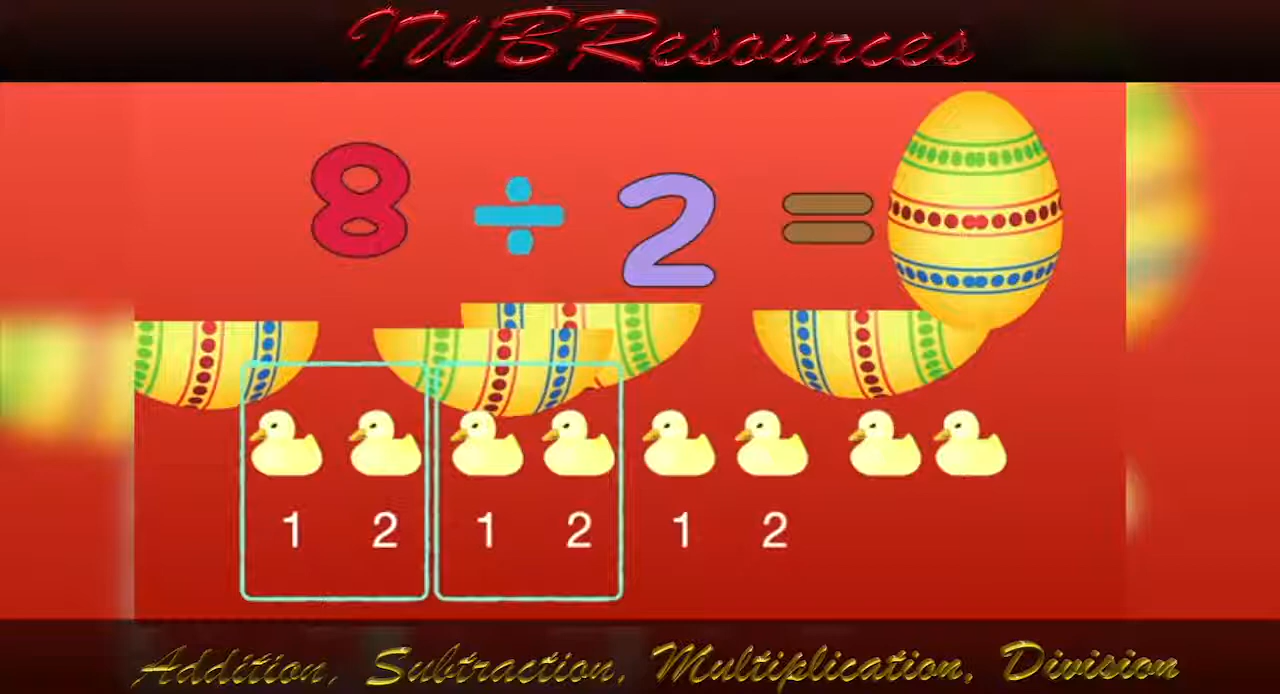 IWBResources
8 ÷ 2 =
1 2 1 2 1 2
Addition, Subtraction, Multiplication, Division